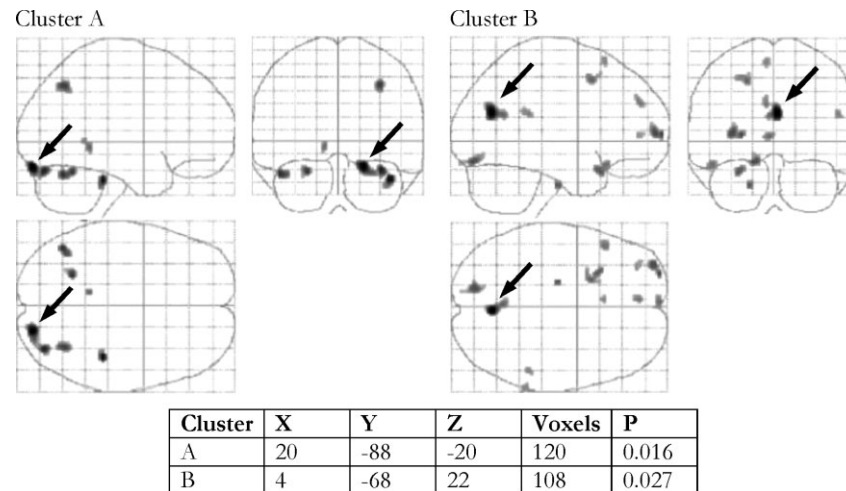 Cluster A
Cluster B
Cluster X Y Z Voxels P
A 20 -88 -20 120 0.016
B 4 -68 22 108 0.027